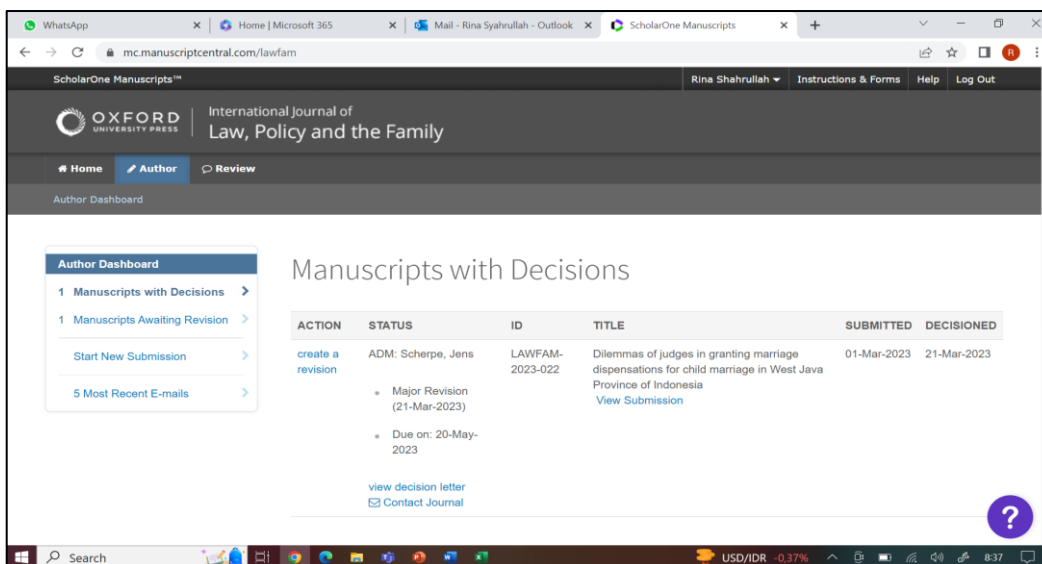 WhatsApp
Home | Microsoft 365
Mail - Rina Syahrullah - Outlook
ScholarOne Manuscripts
mc.manuscriptcentral.com/lawfam
R
ScholarOne Manuscripts™
Rina Shahrullah
Instructions & Forms
Help
Log Out
OXFORD
UNIVERSITY PRESS
International Journal of
Law, Policy and the Family
Home
Author
Review
Author Dashboard
Author Dashboard
1 Manuscripts with Decisions
1 Manuscripts Awaiting Revision
Start New Submission
5 Most Recent E-mails
Manuscripts with Decisions
ACTION STATUS ID TITLE SUBMITTED DECISIONED
create a
revision
ADM: Scherpe, Jens
Major Revision
(21-Mar-2023)
Due on: 20-May-
2023
view decision letter
Contact Journal
LAWFAM-
2023-022
Dilemmas of judges in granting marriage
dispensations for child marriage in West Java
Province of Indonesia
View Submission
01-Mar-2023
21-Mar-2023
?
Search
USD/IDR -0,37%
8:37